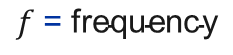 f = frequency